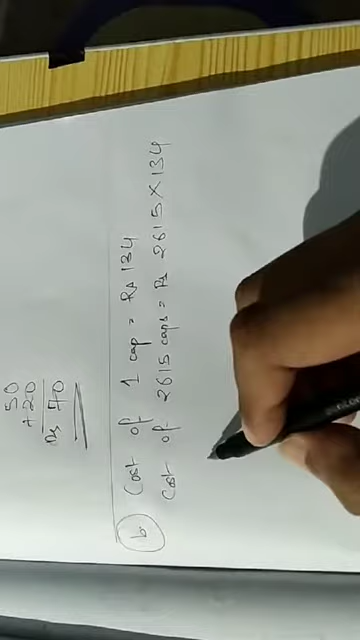 50
+20
Rs 70
b. Cost of 1 cap = Rs 134
Cost of 2615 caps = Rs 2615 X 134